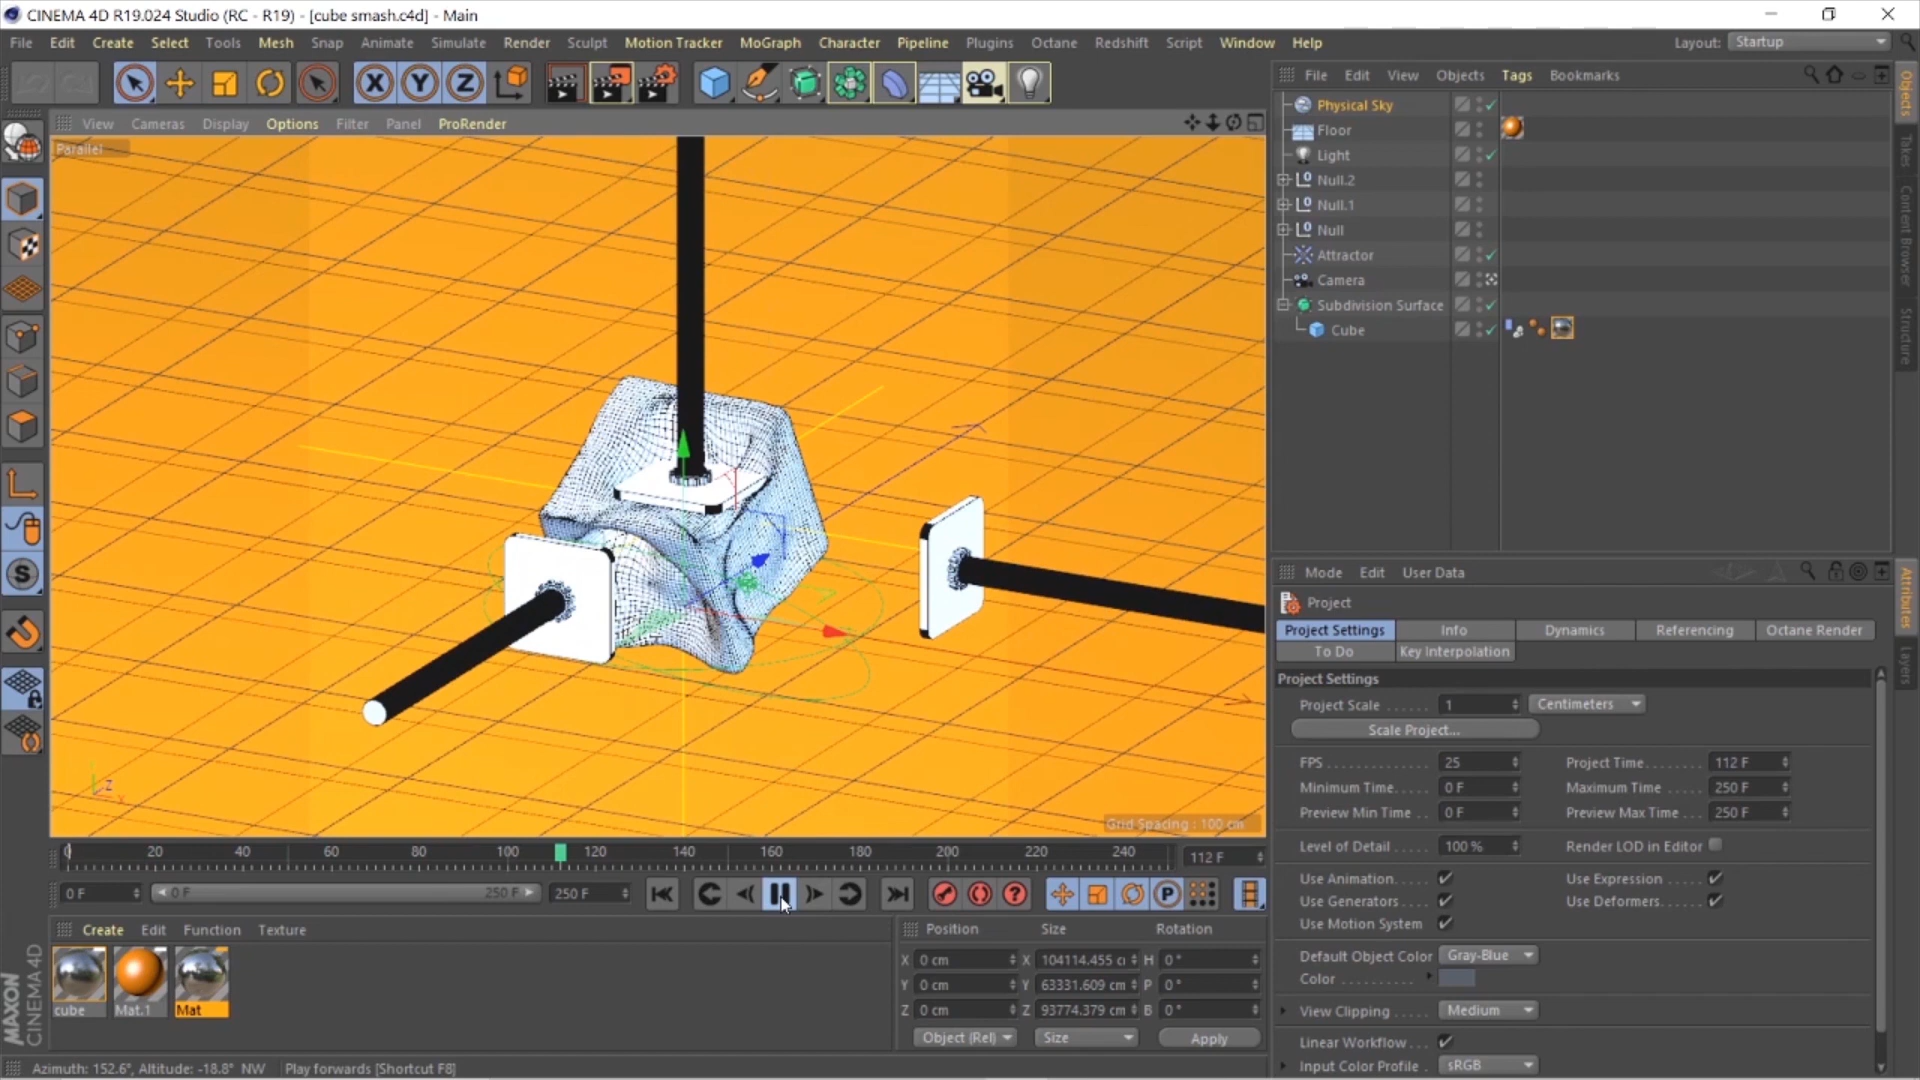 CINEMA 4D R19.024 Studio (RC - R19) - [cube smash.c4d] - Main
File Edit Create Select Tools Mesh Snap Animate Simulate Render Sculpt Motion Tracker MoGraph Character Pipeline Plugins Octane Redshift Script Window Help Layout: Startup
X Y Z
View Cameras Display Options Filter Panel ProRender
Parallel
Grid Spacing : 100 cm
0 20 40 60 80 100 120 140 160 180 200 220 240 112 F
0 F 0 F 250 F 250 F
Create Edit Function Texture
cube Mat.1 Mat
MAXON
CINEMA 4D
Position Size Rotation
X 0 cm X 104114.455 H 0 °
Y 0 cm Y 63331.609 cm P 0 °
Z 0 cm Z 93774.379 cm B 0 °
Object (Rel) Size Apply
Azimuth: 152.6°, Altitude: -18.8° NW Play forwards [Shortcut F8]
File Edit View Objects Tags Bookmarks
Physical Sky
Floor
Light
Null.2
Null.1
Null
Attractor
Camera
Subdivision Surface
Cube
Objects
Takes
Content Browser
Structure
Mode Edit User Data
Project
Project Settings Info Dynamics Referencing Octane Render
To Do Key Interpolation
Project Settings
Project Scale 1 Centimeters
Scale Project...
FPS 25 Project Time 112 F
Minimum Time 0 F Maximum Time 250 F
Preview Min Time 0 F Preview Max Time 250 F
Level of Detail 100 % Render LOD in Editor
Use Animation Use Expression
Use Generators Use Deformers
Use Motion System
Default Object Color Gray-Blue
Color
View Clipping Medium
Linear Workflow
Input Color Profile sRGB
Attributes
Layers